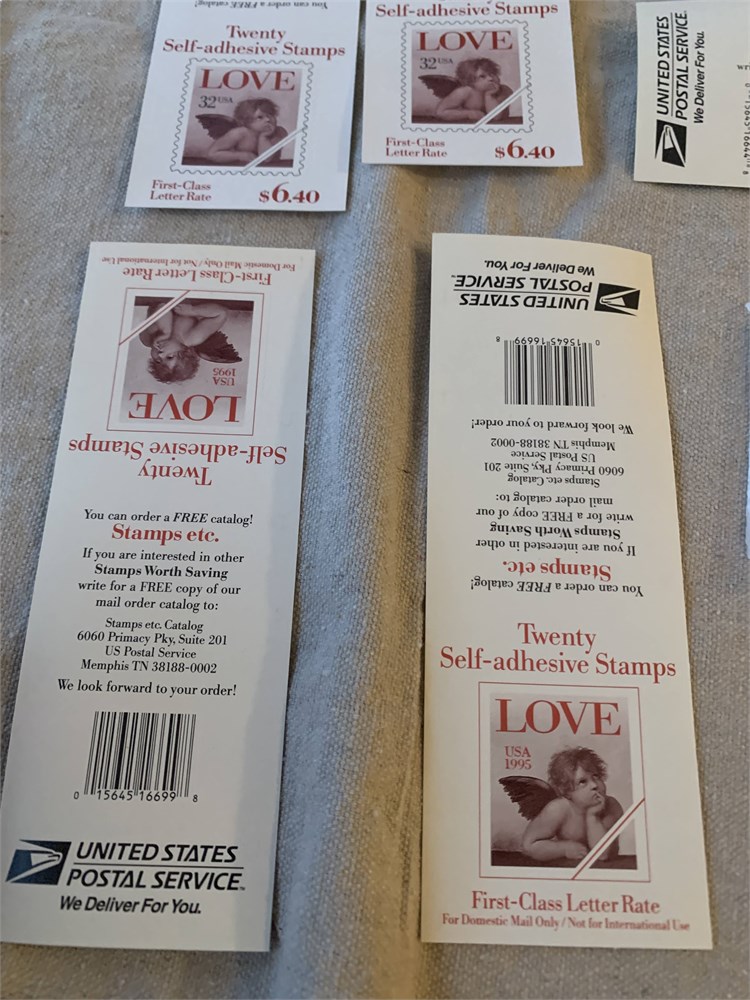 You can order a FREE catalog!
Twenty
Self-adhesive Stamps
LOVE
32 USA
First-Class
Letter Rate
$6.40
Self-adhesive Stamps
LOVE
32 USA
First-Class
Letter Rate
$6.40
UNITED STATES
POSTAL SERVICE
We Deliver For You.
For Domestic Mail Only / Not for International Use
First-Class Letter Rate
USA
1995
LOVE
Twenty
Self-adhesive Stamps
You can order a FREE catalog!
Stamps etc.
If you are interested in other
Stamps Worth Saving
write for a FREE copy of our
mail order catalog to:
Stamps etc. Catalog
6060 Primacy Pky, Suite 201
US Postal Service
Memphis TN 38188-0002
We look forward to your order!
0 15645 16699 8
UNITED STATES
POSTAL SERVICE™
We Deliver For You.
UNITED STATES
POSTAL SERVICE™
We Deliver For You.
0 15645 16699 8
You can order a FREE catalog!
Stamps etc.
If you are interested in other
Stamps Worth Saving
write for a FREE copy of our
mail order catalog to:
Stamps etc. Catalog
6060 Primacy Pky, Suite 201
US Postal Service
Memphis TN 38188-0002
We look forward to your order!
Twenty
Self-adhesive Stamps
LOVE
USA
1995
First-Class Letter Rate
For Domestic Mail Only / Not for International Use